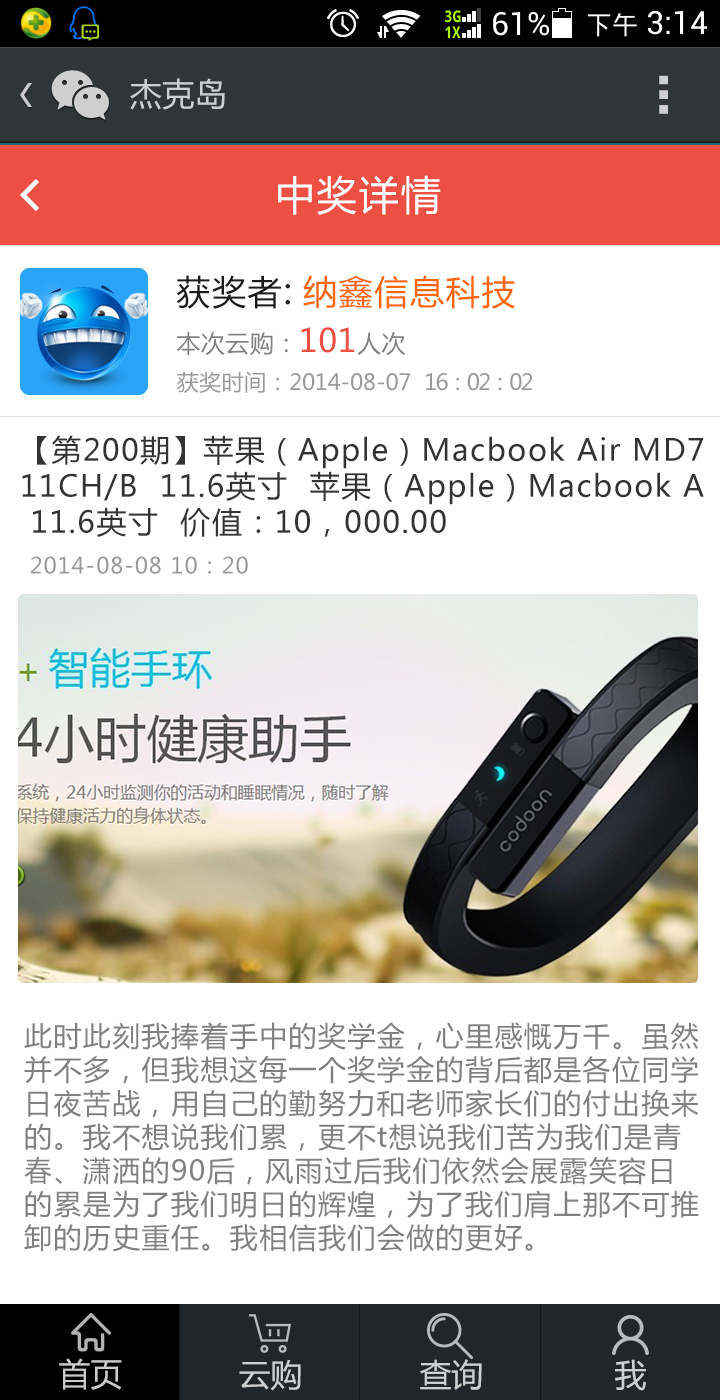 3G
1X
61%
下午 3:14
杰克岛
中奖详情
获奖者: 纳鑫信息科技
本次云购：101人次
获奖时间：2014-08-07 16：02：02
【第200期】苹果（Apple）Macbook Air MD7
11CH/B 11.6英寸 苹果（Apple）Macbook A
11.6英寸 价值：10，000.00
2014-08-08 10：20
+ 智能手环
4小时健康助手
系统，24小时监测你的活动和睡眠情况，随时了解
保持健康活力的身体状态。
codoon
此时此刻我捧着手中的奖学金，心里感慨万千。虽然
并不多，但我想这每一个奖学金的背后都是各位同学
日夜苦战，用自己的勤努力和老师家长们的付出换来
的。我不想说我们累，更不t想说我们苦为我们是青
春、潇洒的90后，风雨过后我们依然会展露笑容日
的累是为了我们明日的辉煌，为了我们肩上那不可推
卸的历史重任。我相信我们会做的更好。
首页
云购
查询
我